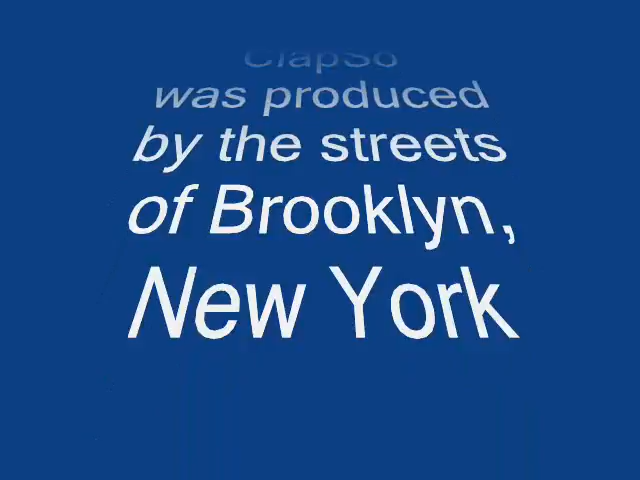 ClapSo
was produced
by the streets
of Brooklyn,
New York